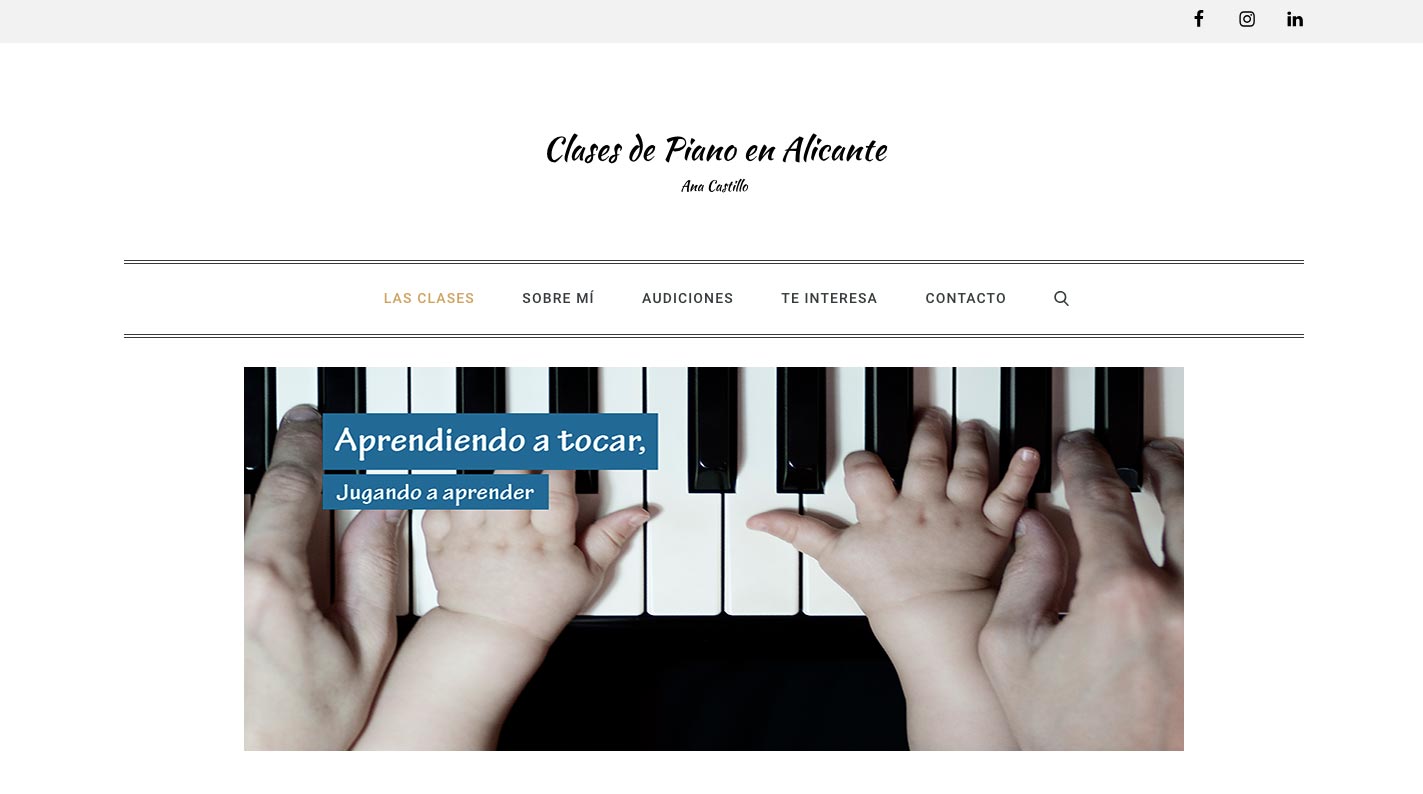 Clases de Piano en Alicante
Ana Castillo
LAS CLASES SOBRE MÍ AUDICIONES TE INTERESA CONTACTO
Aprendiendo a tocar,
Jugando a aprender